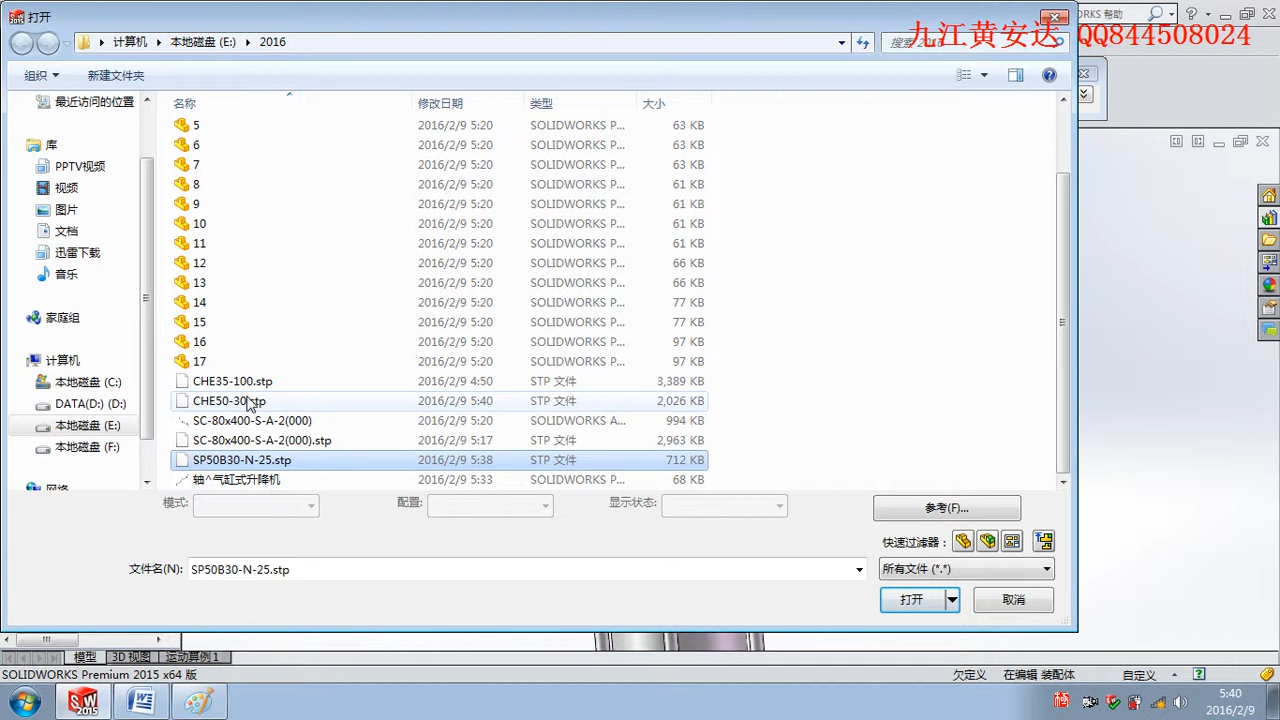 打开
计算机 本地磁盘 (E:) 2016
九江黄安达 QQ844508024
组织 新建文件夹
名称 修改日期 类型 大小
最近访问的位置
库
PPTV视频
视频
图片
文档
迅雷下载
音乐
家庭组
计算机
本地磁盘 (C:)
DATA(D:) (D:)
本地磁盘 (E:)
本地磁盘 (F:)
网络
5 2016/2/9 5:20 SOLIDWORKS P... 63 KB
6 2016/2/9 5:20 SOLIDWORKS P... 63 KB
7 2016/2/9 5:20 SOLIDWORKS P... 63 KB
8 2016/2/9 5:20 SOLIDWORKS P... 61 KB
9 2016/2/9 5:20 SOLIDWORKS P... 61 KB
10 2016/2/9 5:20 SOLIDWORKS P... 61 KB
11 2016/2/9 5:20 SOLIDWORKS P... 61 KB
12 2016/2/9 5:20 SOLIDWORKS P... 66 KB
13 2016/2/9 5:20 SOLIDWORKS P... 66 KB
14 2016/2/9 5:20 SOLIDWORKS P... 77 KB
15 2016/2/9 5:20 SOLIDWORKS P... 77 KB
16 2016/2/9 5:20 SOLIDWORKS P... 97 KB
17 2016/2/9 5:20 SOLIDWORKS P... 97 KB
CHE35-100.stp 2016/2/9 4:50 STP 文件 3,389 KB
CHE50-30.stp 2016/2/9 5:40 STP 文件 2,026 KB
SC-80x400-S-A-2(000) 2016/2/9 5:20 SOLIDWORKS A... 994 KB
SC-80x400-S-A-2(000).stp 2016/2/9 5:17 STP 文件 2,963 KB
SP50B30-N-25.stp 2016/2/9 5:38 STP 文件 712 KB
轴^气缸式升降机 2016/2/9 5:33 SOLIDWORKS P... 68 KB
模式: 配置: 显示状态: 参考(F)...
快速过滤器:
文件名(N): SP50B30-N-25.stp 所有文件 (*.*)
打开 取消
模型 3D 视图 运动算例 1
SOLIDWORKS Premium 2015 x64 版 欠定义 在编辑 装配体 自定义
5:40
2016/2/9